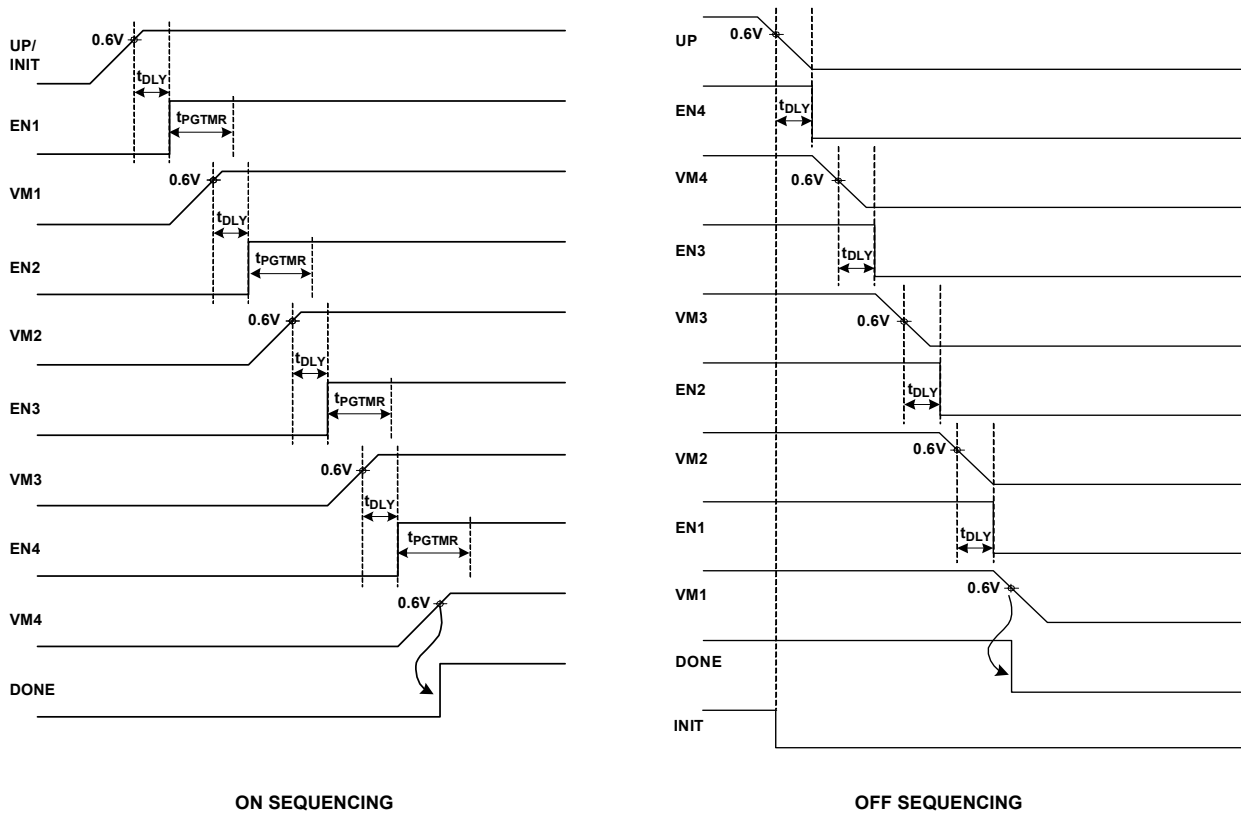 UP/
INIT
0.6V
tDLY
EN1
tPGTMR
VM1
0.6V
tDLY
EN2
tPGTMR
VM2
0.6V
tDLY
EN3
tPGTMR
VM3
0.6V
tDLY
EN4
tPGTMR
VM4
0.6V
DONE
ON SEQUENCING
UP
0.6V
EN4
tDLY
VM4
0.6V
EN3
tDLY
VM3
0.6V
EN2
tDLY
VM2
0.6V
EN1
tDLY
VM1
0.6V
DONE
INIT
OFF SEQUENCING